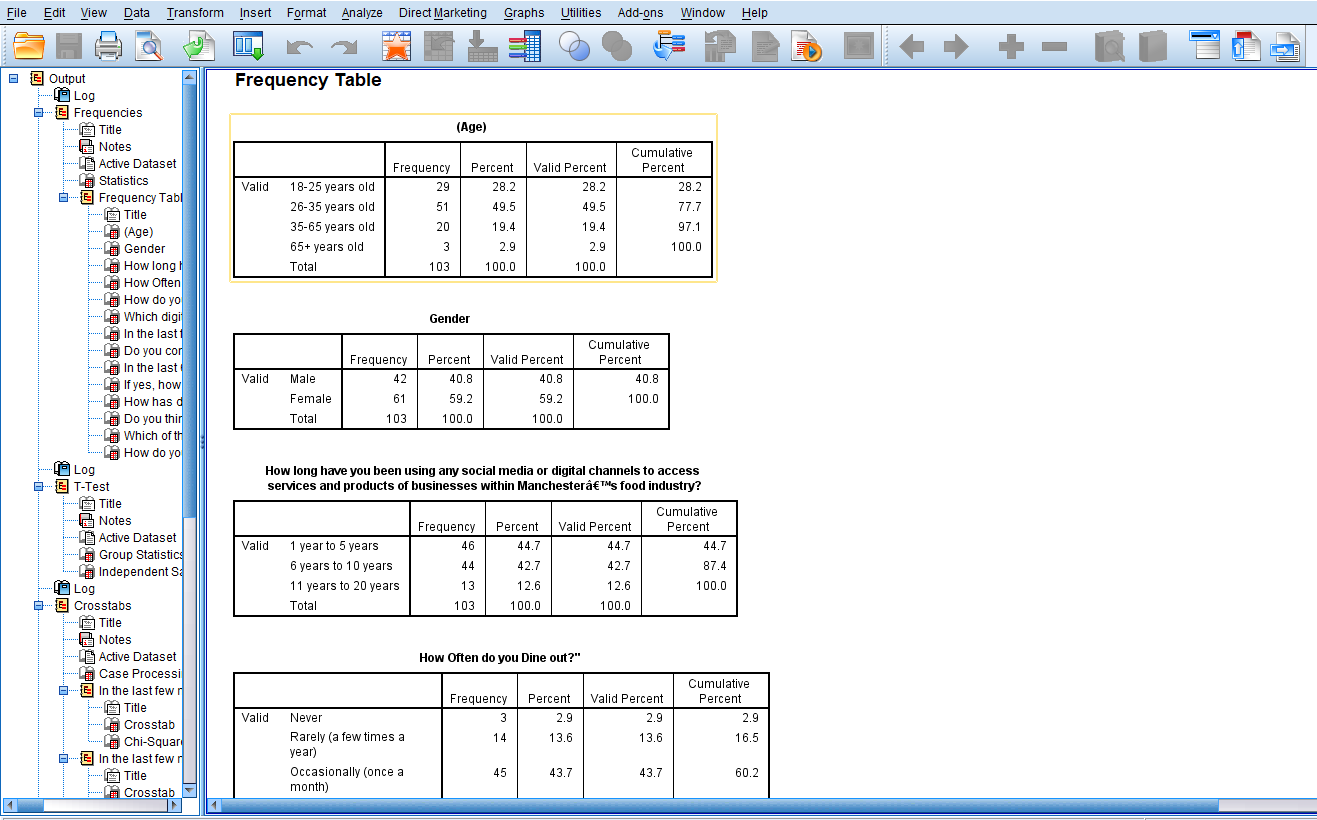 File Edit View Data Transform Insert Format Analyze Direct Marketing Graphs Utilities Add-ons Window Help
Output
Log
Frequencies
Title
Notes
Active Dataset
Statistics
Frequency Tabl
Title
(Age)
Gender
How long h
How Often
How do yo
Which digi
In the last f
Do you con
In the last
If yes, how
How has d
Do you thin
Which of th
How do yo
Log
T-Test
Title
Notes
Active Dataset
Group Statistics
Independent Sa
Log
Crosstabs
Title
Notes
Active Dataset
Case Processi
In the last few m
Title
Crosstab
Chi-Square
In the last few m
Title
Crosstab
Frequency Table
(Age)
Frequency Percent Valid Percent Cumulative Percent
Valid 18-25 years old 29 28.2 28.2 28.2
26-35 years old 51 49.5 49.5 77.7
35-65 years old 20 19.4 19.4 97.1
65+ years old 3 2.9 2.9 100.0
Total 103 100.0 100.0
Gender
Frequency Percent Valid Percent Cumulative Percent
Valid Male 42 40.8 40.8 40.8
Female 61 59.2 59.2 100.0
Total 103 100.0 100.0
How long have you been using any social media or digital channels to access
services and products of businesses within Manchesterâ€™s food industry?
Frequency Percent Valid Percent Cumulative Percent
Valid 1 year to 5 years 46 44.7 44.7 44.7
6 years to 10 years 44 42.7 42.7 87.4
11 years to 20 years 13 12.6 12.6 100.0
Total 103 100.0 100.0
How Often do you Dine out?"
Frequency Percent Valid Percent Cumulative Percent
Valid Never 3 2.9 2.9 2.9
Rarely (a few times a year) 14 13.6 13.6 16.5
Occasionally (once a month) 45 43.7 43.7 60.2